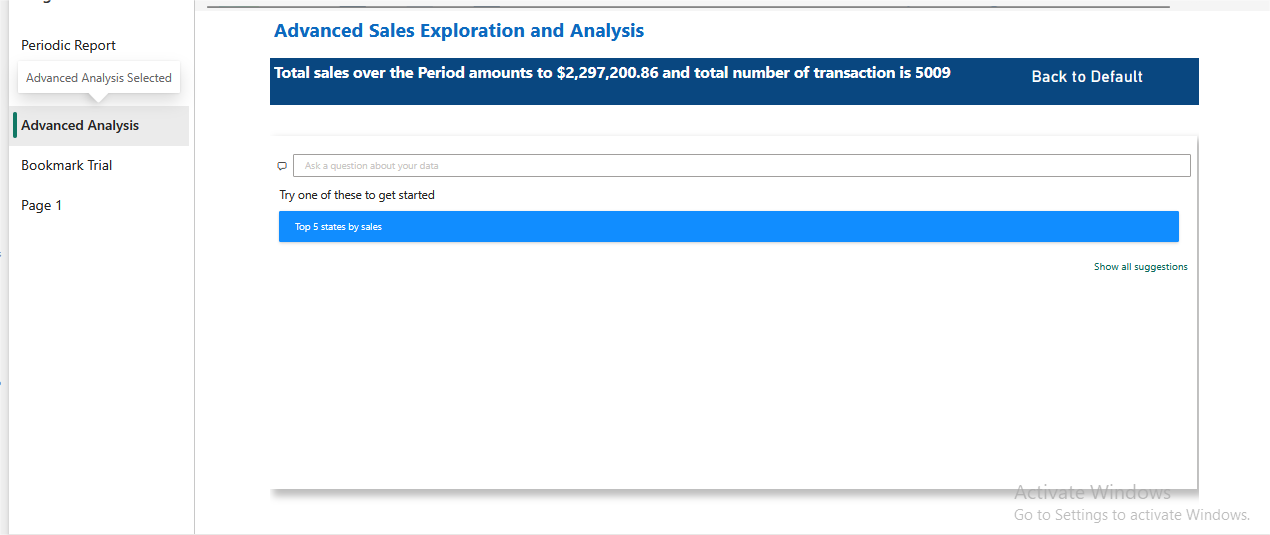 Periodic Report
Advanced Analysis Selected
Advanced Analysis
Bookmark Trial
Page 1
Advanced Sales Exploration and Analysis
Total sales over the Period amounts to $2,297,200.86 and total number of transaction is 5009
Back to Default
Ask a question about your data
Try one of these to get started
Top 5 states by sales
Show all suggestions
Activate Windows
Go to Settings to activate Windows.